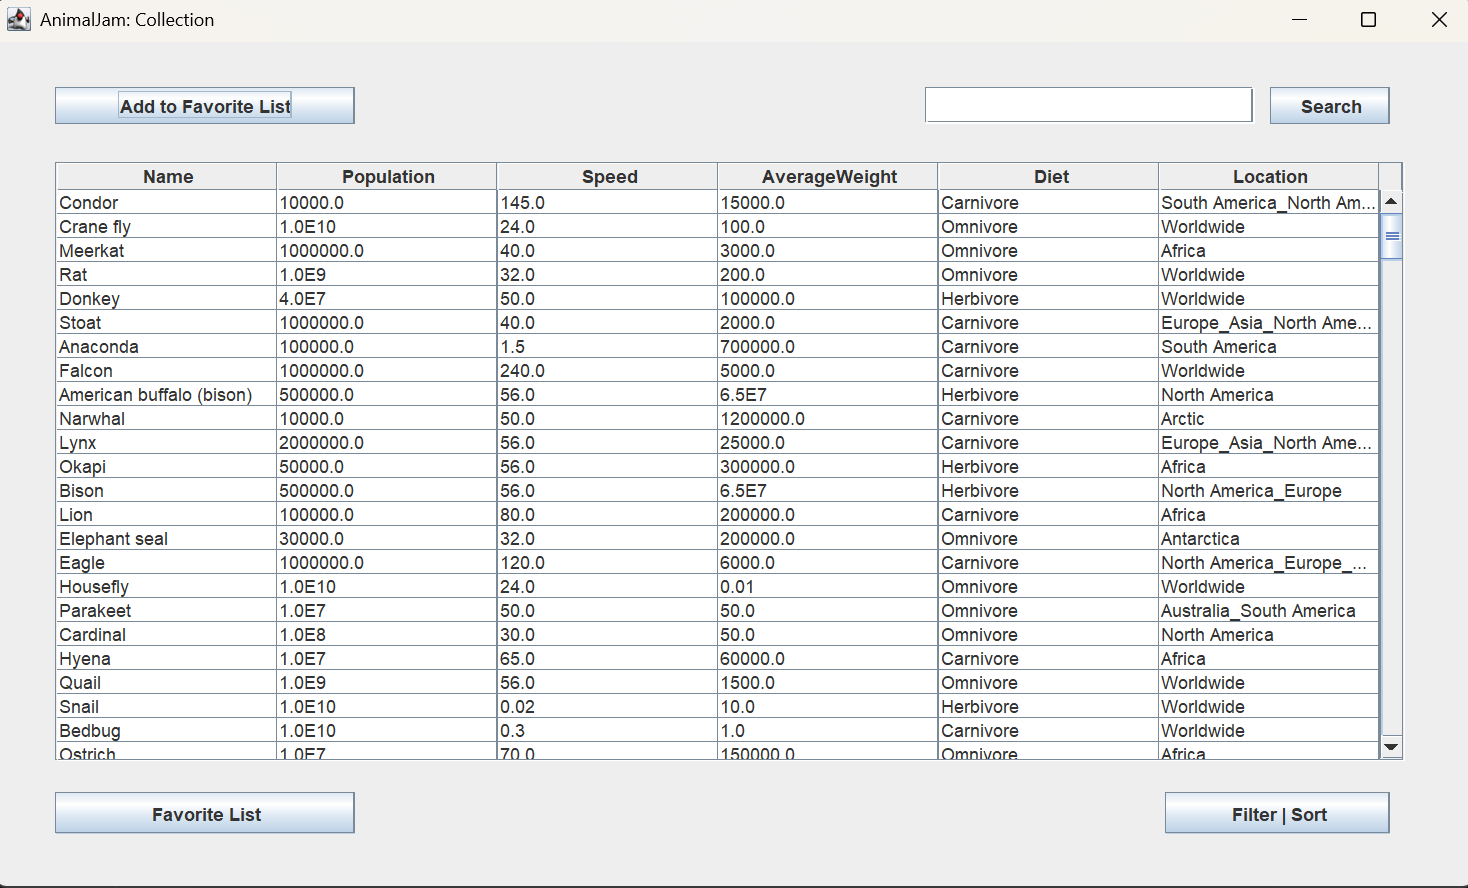 AnimalJam: Collection
Add to Favorite List
Search
Name Population Speed AverageWeight Diet Location
Condor 10000.0 145.0 15000.0 Carnivore South America_North Am...
Crane fly 1.0E10 24.0 100.0 Omnivore Worldwide
Meerkat 1000000.0 40.0 3000.0 Omnivore Africa
Rat 1.0E9 32.0 200.0 Omnivore Worldwide
Donkey 4.0E7 50.0 100000.0 Herbivore Worldwide
Stoat 1000000.0 40.0 2000.0 Carnivore Europe_Asia_North Ame...
Anaconda 100000.0 1.5 700000.0 Carnivore South America
Falcon 1000000.0 240.0 5000.0 Carnivore Worldwide
American buffalo (bison) 500000.0 56.0 6.5E7 Herbivore North America
Narwhal 10000.0 50.0 1200000.0 Carnivore Arctic
Lynx 2000000.0 56.0 25000.0 Carnivore Europe_Asia_North Ame...
Okapi 50000.0 56.0 300000.0 Herbivore Africa
Bison 500000.0 56.0 6.5E7 Herbivore North America_Europe
Lion 100000.0 80.0 200000.0 Carnivore Africa
Elephant seal 30000.0 32.0 200000.0 Omnivore Antarctica
Eagle 1000000.0 120.0 6000.0 Carnivore North America_Europe_...
Housefly 1.0E10 24.0 0.01 Omnivore Worldwide
Parakeet 1.0E7 50.0 50.0 Omnivore Australia_South America
Cardinal 1.0E8 30.0 50.0 Omnivore North America
Hyena 1.0E7 65.0 60000.0 Carnivore Africa
Quail 1.0E9 56.0 1500.0 Omnivore Worldwide
Snail 1.0E10 0.02 10.0 Herbivore Worldwide
Bedbug 1.0E10 0.3 1.0 Carnivore Worldwide
Ostrich 1.0E7 70.0 150000.0 Omnivore Africa
Favorite List
Filter | Sort